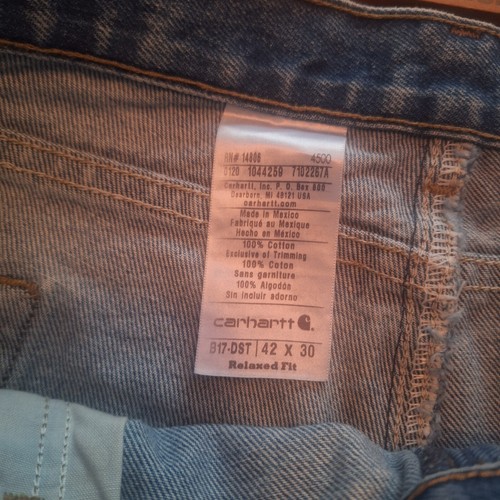 RN# 14806 4500
0120 1044259 7102267A
Carhartt, Inc. P. O. Box 600
Dearborn, MI 48121 USA
carhartt.com
Made in Mexico
Fabriqué au Mexique
Hecho en México
100% Cotton
Exclusive of Trimming
100% Coton
Sans garniture
100% Algodón
Sin incluir adorno
carhartt
B17-DST 42 X 30
Relaxed Fit